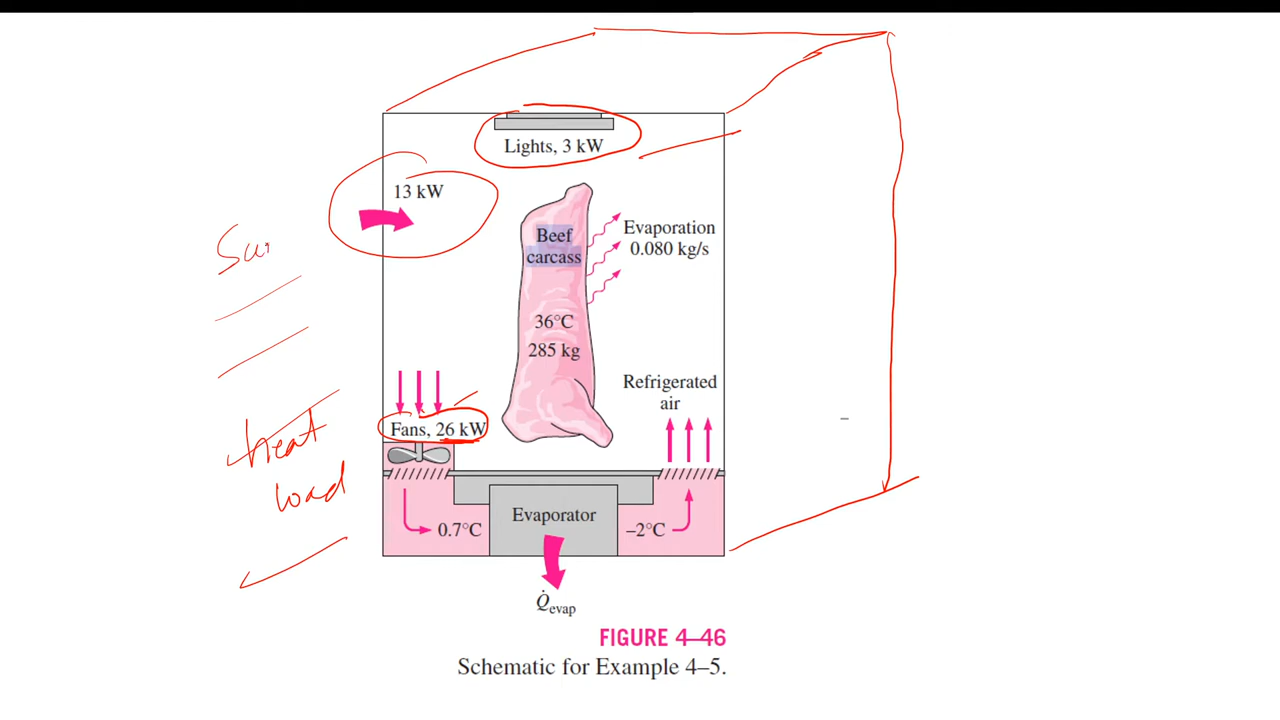 Lights, 3 kW
13 kW
Beef
carcass
Evaporation
0.080 kg/s
36°C
285 kg
Refrigerated
air
Fans, 26 kW
heat
load
0.7°C
Evaporator
–2°C
Q̇evap
FIGURE 4–46
Schematic for Example 4–5.